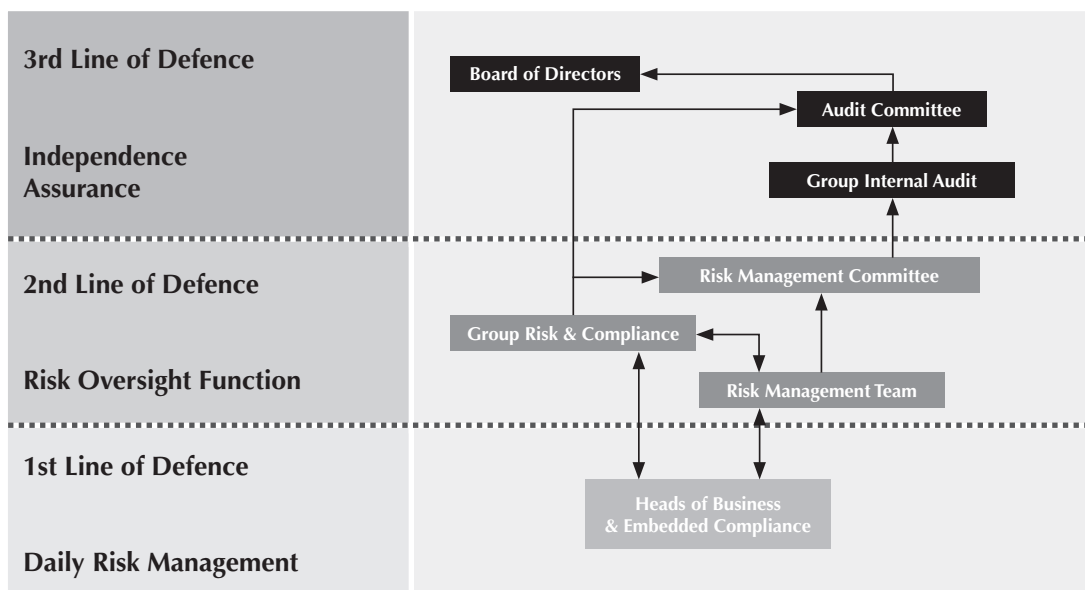 3rd Line of Defence
Independence
Assurance
Board of Directors
Audit Committee
Group Internal Audit
2nd Line of Defence
Risk Oversight Function
Risk Management Committee
Group Risk & Compliance
Risk Management Team
1st Line of Defence
Daily Risk Management
Heads of Business
& Embedded Compliance